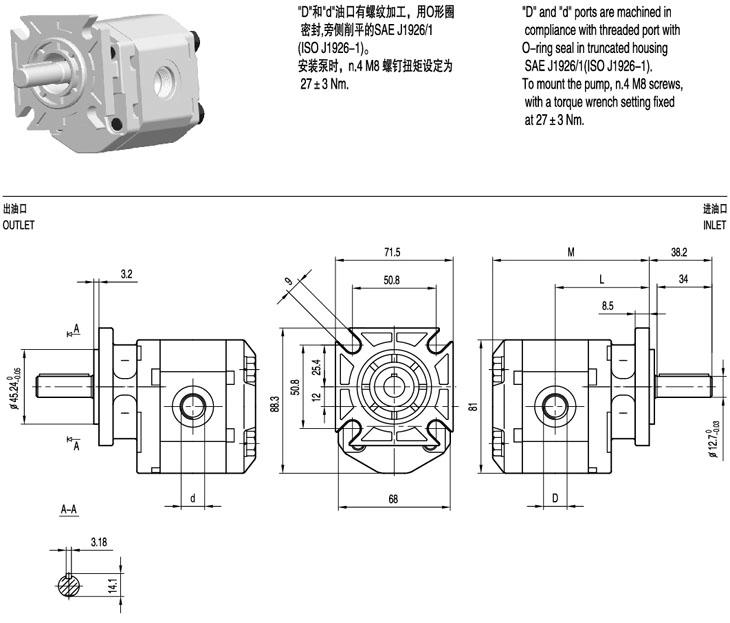 "D"和"d"油口有螺纹加工，用O形圈
密封,旁侧削平的SAE J1926/1
(ISO J1926-1)。
安装泵时，n.4 M8 螺钉扭矩设定为
27±3 Nm.
"D" and "d" ports are machined in
compliance with threaded port with
O-ring seal in truncated housing
SAE J1926/1(ISO J1926-1).
To mount the pump, n.4 M8 screws,
with a torque wrench setting fixed
at 27±3 Nm.
出油口
OUTLET
进油口
INLET
3.2
A
ø 45.24 0 -0.05
A
d
A-A
3.18
14.1
71.5
50.8
9
88.3
50.8
25.4
12
68
M
38.2
L
34
8.5
81
ø 12.7 0 -0.03
D